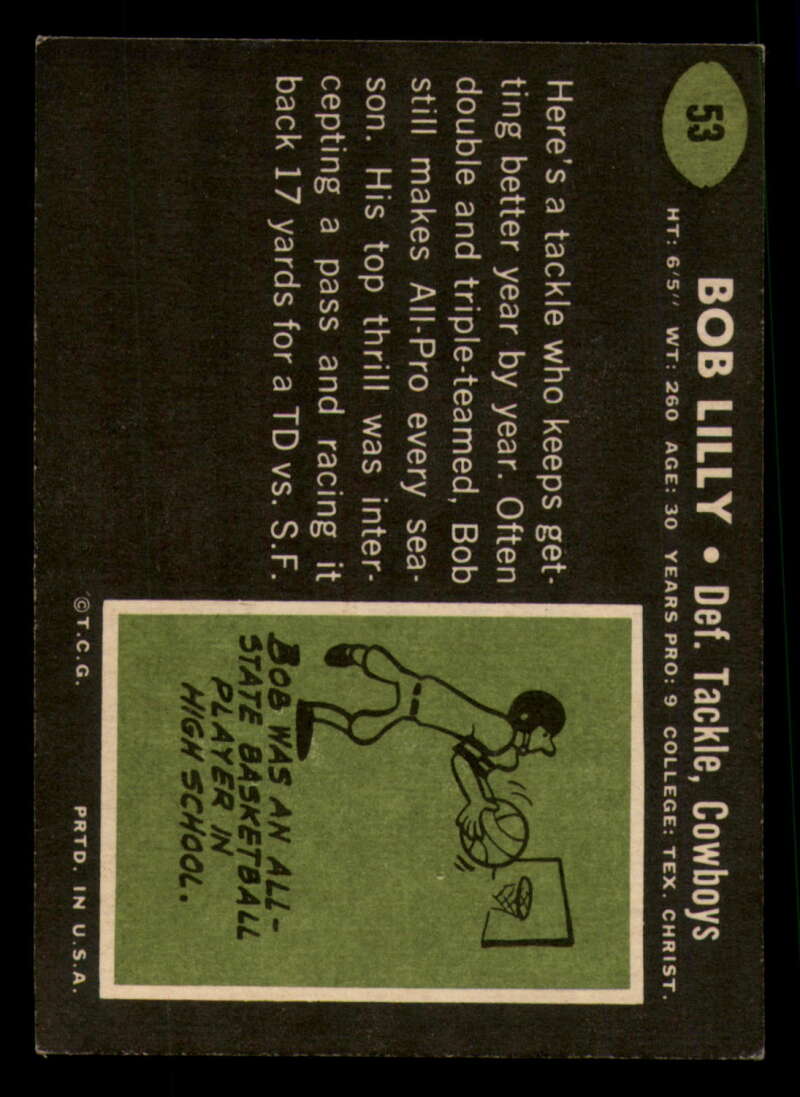 53
BOB LILLY • Def. Tackle, Cowboys
HT: 6'5" WT: 260 AGE: 30 YEARS PRO: 9 COLLEGE: TEX. CHRIST.
Here's a tackle who keeps get-
ting better year by year. Often
double and triple-teamed, Bob
still makes All-Pro every sea-
son. His top thrill was inter-
cepting a pass and racing it
back 17 yards for a TD vs. S.F.
BOB WAS AN ALL-
STATE BASKETBALL
PLAYER IN
HIGH SCHOOL.
©T.C.G. PRTD. IN U.S.A.